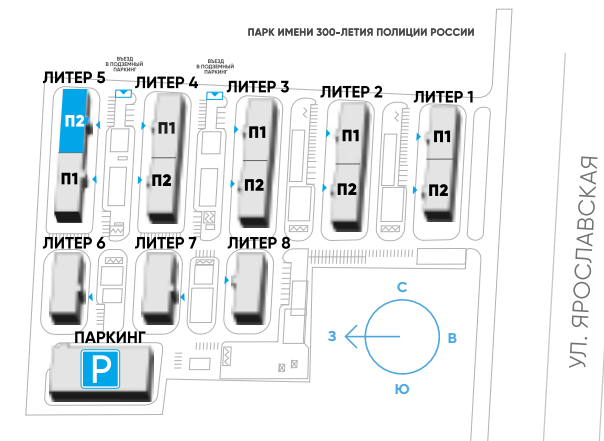 ПАРК ИМЕНИ 300-ЛЕТИЯ ПОЛИЦИИ РОССИИ
ВЪЕЗД
В ПОДЗЕМНЫЙ
ПАРКИНГ
ВЪЕЗД
В ПОДЗЕМНЫЙ
ПАРКИНГ
ЛИТЕР 5
ЛИТЕР 4
ЛИТЕР 3
ЛИТЕР 2
ЛИТЕР 1
П2
П1
П1
П1
П1
П1
П2
П2
П2
П2
ЛИТЕР 6
ЛИТЕР 7
ЛИТЕР 8
УЛ. ЯРОСЛАВСКАЯ
С
З
В
Ю
ПАРКИНГ
P